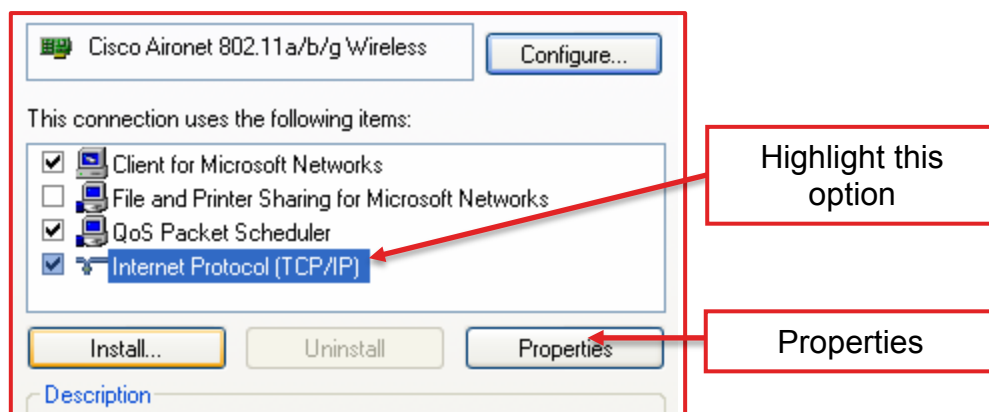 Cisco Aironet 802.11a/b/g Wireless
Configure...
This connection uses the following items:
Client for Microsoft Networks
File and Printer Sharing for Microsoft Networks
QoS Packet Scheduler
Internet Protocol (TCP/IP)
Highlight this
option
Install...
Uninstall
Properties
Properties
Description